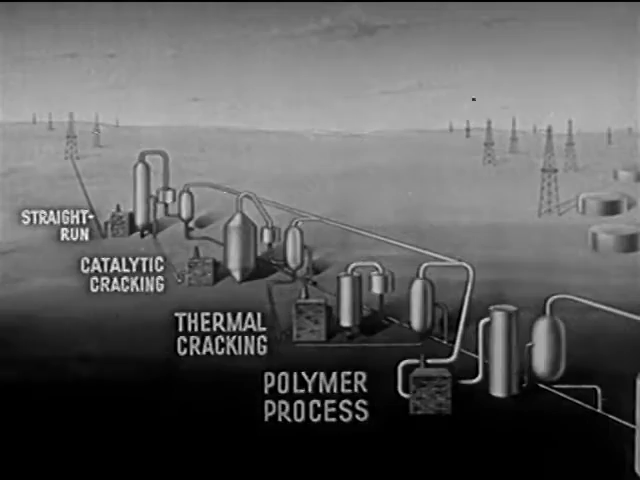 STRAIGHT-
RUN
CATALYTIC
CRACKING
THERMAL
CRACKING
POLYMER
PROCESS